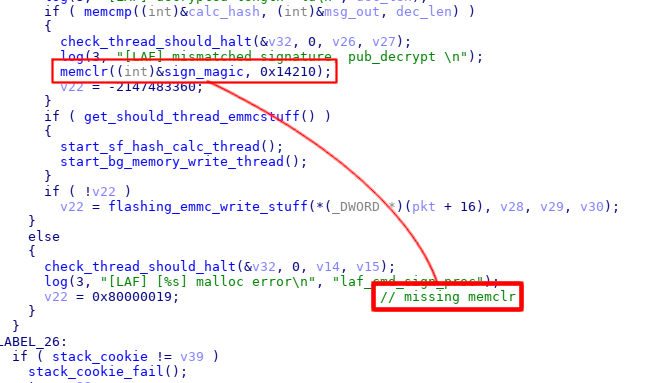 if ( memcmp((int)&calc_hash, (int)&msg_out, dec_len) )
{
check_thread_should_halt(&v32, 0, v26, v27);
log(3, "[LAF] mismatched signature pub_decrypt \n");
memclr((int)&sign_magic, 0x14210);
v22 = -2147483360;
}
if ( get_should_thread_emmcstuff() )
{
start_sf_hash_calc_thread();
start_bg_memory_write_thread();
}
if ( !v22 )
v22 = flashing_emmc_write_stuff(*(_DWORD *)(pkt + 16), v28, v29, v30);
}
else
{
check_thread_should_halt(&v32, 0, v14, v15);
log(3, "[LAF] [%s] malloc error\n", "laf_cmd_sign_proc");
v22 = 0x80000019; // missing memclr
}
}
LABEL_26:
if ( stack_cookie != v39 )
stack_cookie_fail();